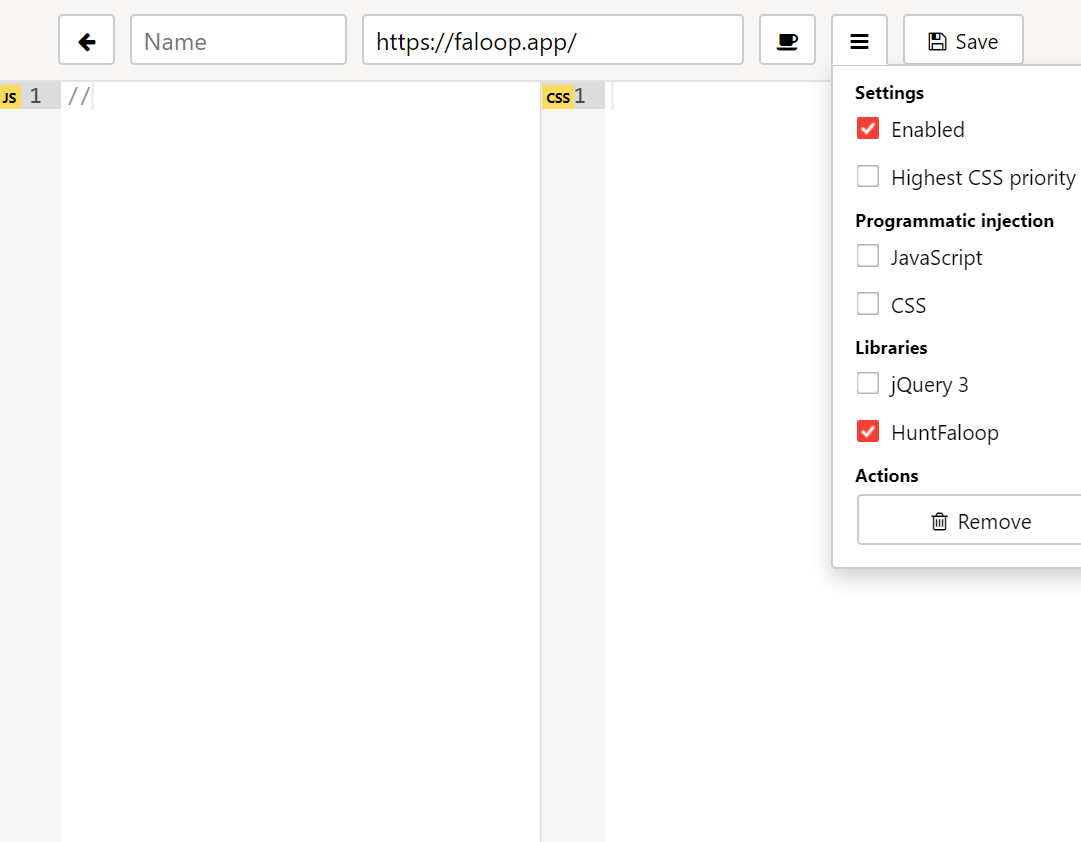 Name
https://faloop.app/
Save
JS 1 //
CSS 1
Settings
Enabled
Highest CSS priority
Programmatic injection
JavaScript
CSS
Libraries
jQuery 3
HuntFaloop
Actions
Remove